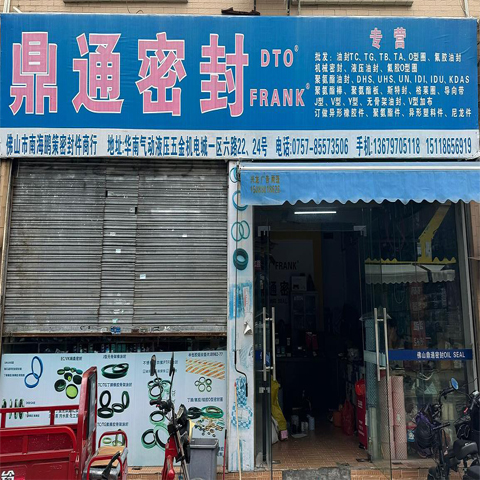 鼎通密封
DTO®
FRANK®
专营
批发：油封TC, TG, TB, TA, O型圈、氟胶油封
机械密封、液压油封、氟胶O型圈
聚氨酯油封、DHS, UHS, UN, IDI, IDU, KDAS
聚氨酯棒、聚氨酯板、斯特封、格莱圈、导向带
J型、V型、Y型、无骨架油封、V型加布
订做异形橡胶件、聚氨酯件、异形塑料件、尼龙件
佛山市南海鹏策密封件商行 地址:华南气动液压五金机电城一区六路22, 24号 电话:0757-85573506 手机:13679705118 15118656919
FRANK
通密
佛山鼎通密封OIL SEAL